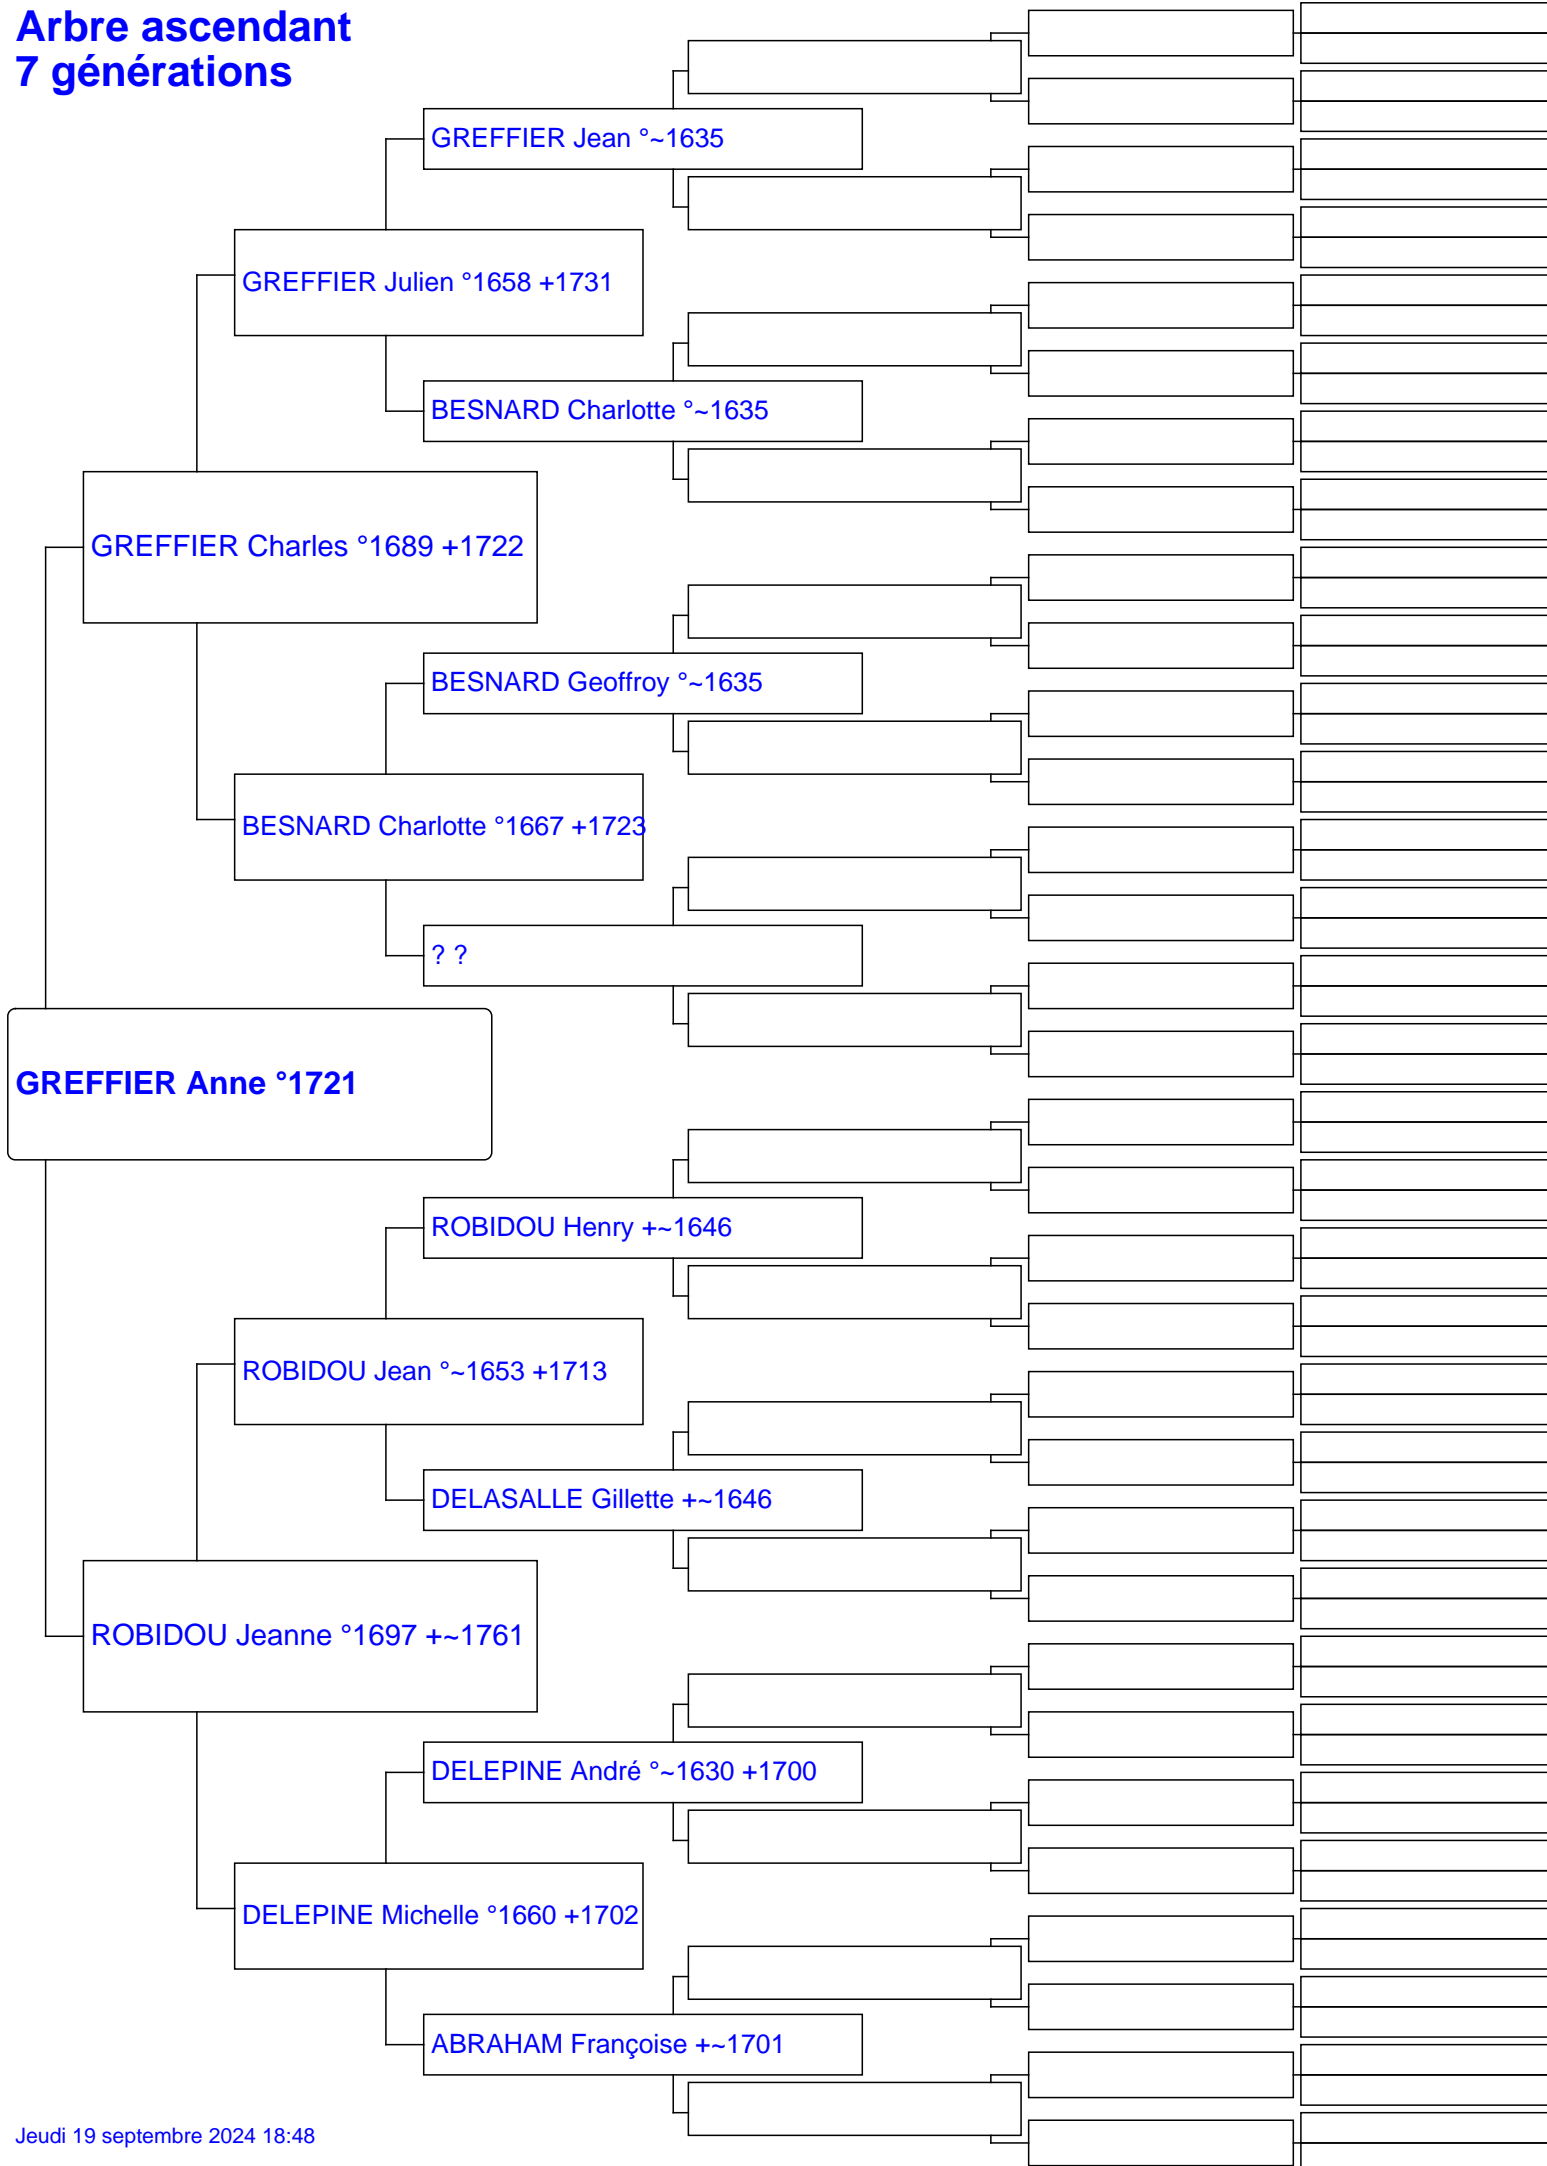 Arbre ascendant
7 générations
GREFFIER Jean °~1635
GREFFIER Julien °1658 +1731
BESNARD Charlotte °~1635
GREFFIER Charles °1689 +1722
BESNARD Geoffroy °~1635
BESNARD Charlotte °1667 +1723
? ?
GREFFIER Anne °1721
ROBIDOU Henry +~1646
ROBIDOU Jean °~1653 +1713
DELASALLE Gillette +~1646
ROBIDOU Jeanne °1697 +~1761
DELEPINE André °~1630 +1700
DELEPINE Michelle °1660 +1702
ABRAHAM Françoise +~1701
Jeudi 19 septembre 2024 18:48